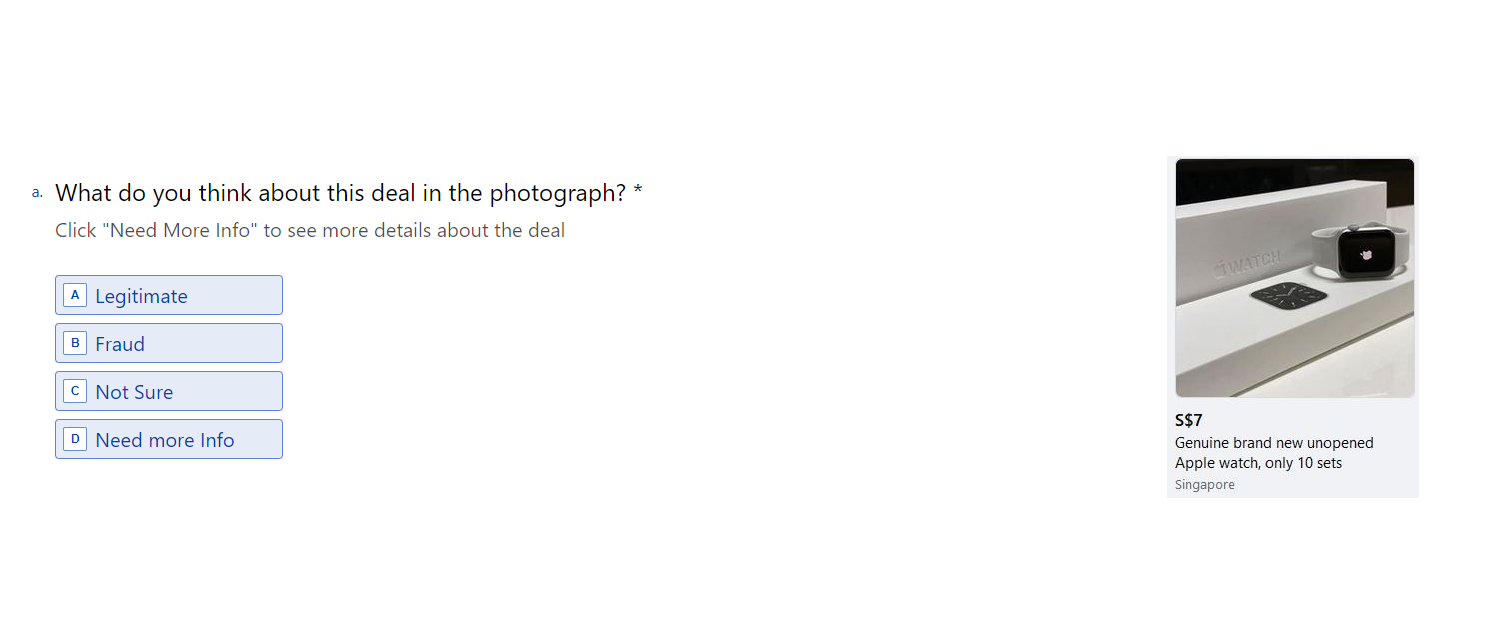 a. What do you think about this deal in the photograph? *
Click "Need More Info" to see more details about the deal
A Legitimate
B Fraud
C Not Sure
D Need more Info
WATCH
S$7
Genuine brand new unopened
Apple watch, only 10 sets
Singapore